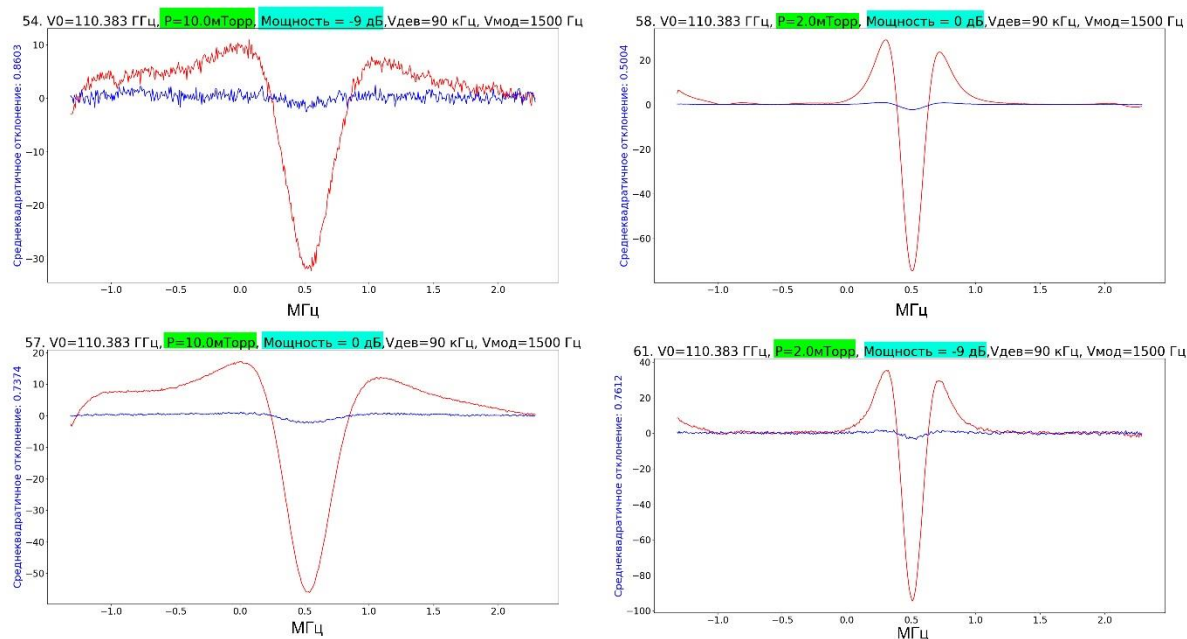 54. V0=110.383 ГГц, P=10.0мТорр, Мощность = -9 дБ,Vдев=90 кГц, Vмод=1500 Гц
Среднеквадратичное отклонение: 0.8603
10
0
−10
−20
−30
−1.0 −0.5 0.0 0.5 1.0 1.5 2.0
МГц
58. V0=110.383 ГГц, P=2.0мТорр, Мощность = 0 дБ,Vдев=90 кГц, Vмод=1500 Гц
Среднеквадратичное отклонение: 0.5004
20
0
−20
−40
−60
−1.0 −0.5 0.0 0.5 1.0 1.5 2.0
МГц
57. V0=110.383 ГГц, P=10.0мТорр, Мощность = 0 дБ,Vдев=90 кГц, Vмод=1500 Гц
Среднеквадратичное отклонение: 0.7374
20
10
0
−10
−20
−30
−40
−50
−1.0 −0.5 0.0 0.5 1.0 1.5 2.0
МГц
61. V0=110.383 ГГц, P=2.0мТорр, Мощность = -9 дБ,Vдев=90 кГц, Vмод=1500 Гц
Среднеквадратичное отклонение: 0.7612
40
20
0
−20
−40
−60
−80
−100
−1.0 −0.5 0.0 0.5 1.0 1.5 2.0
МГц